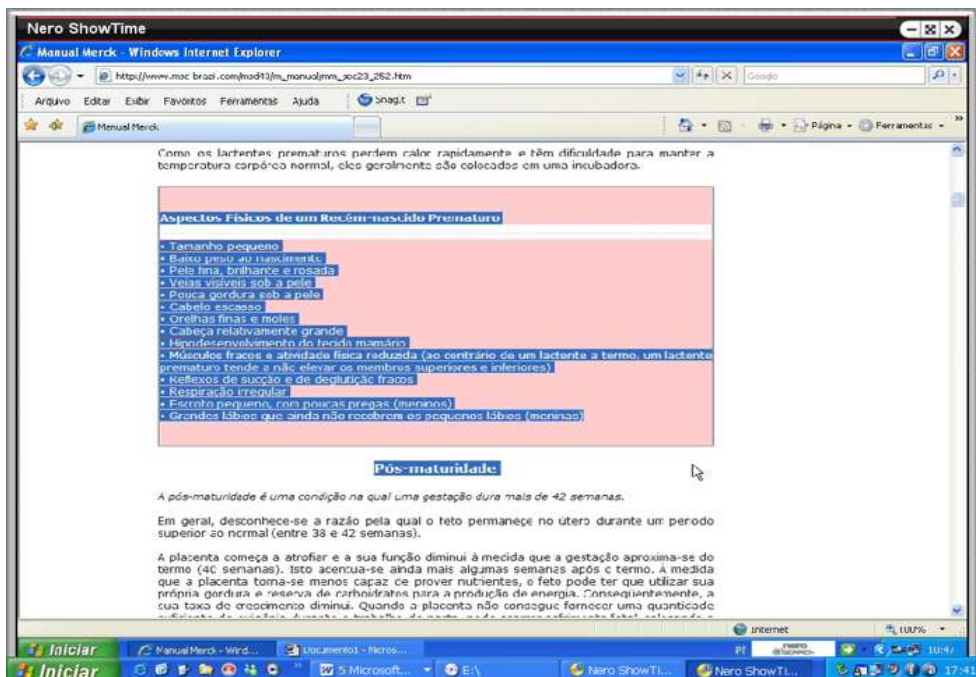 Nero ShowTime
Manual Merck - Windows Internet Explorer
Google
Arquivo Editar Exibir Favoritos Ferramentas Ajuda SnagIt
Manual Merck
Página Ferramentas
Como os lactentes prematuros perdem calor rapidamente e têm dificuldade para manter a
temperatura corpórea normal, eles geralmente são colocados em uma incubadora.
Aspectos Físicos de um Recém-nascido Prematuro
• Tamanho pequeno
• Baixo peso ao nascimento
• Pele fina, brilhante e rosada
• Veias visíveis sob a pele
• Pouca gordura sob a pele
• Cabelo escasso
• Orelhas finas e moles
• Cabeça relativamente grande
• Hipodesenvolvimento do tecido mamário
• Músculos fracos e atividade física reduzida (ao contrário de um lactente a termo, um lactente
prematuro tende a não elevar os membros superiores e inferiores)
• Reflexos de sucção e de deglutição fracos
• Respiração irregular
• Escroto pequeno, com poucas pregas (meninos)
• Grandes lábios que ainda não recobrem os pequenos lábios (meninas)
Pós-maturidade
A pós-maturidade é uma condição na qual uma gestação dura mais de 42 semanas.
Em geral, desconhece-se a razão pela qual o feto permanece no útero durante um período
superior ao normal (entre 38 e 42 semanas).
A placenta começa a atrofiar e a sua função diminui à medida que a gestação aproxima-se do
termo (40 semanas). Isto acentua-se ainda mais algumas semanas após o termo. À medida
que a placenta torna-se menos capaz de prover nutrientes, o feto pode ter que utilizar sua
própria gordura e reserva de carboidratos para a produção de energia. Conseqüentemente, a
sua taxa de crescimento diminui. Quando a placenta não consegue fornecer uma quantidade
Internet 100%
Iniciar Manual Merck - Wind... Documento1 - Micros... PT 10:47
Iniciar 5 Microsoft... E:\ Nero ShowTi... Nero ShowTi... 17:41